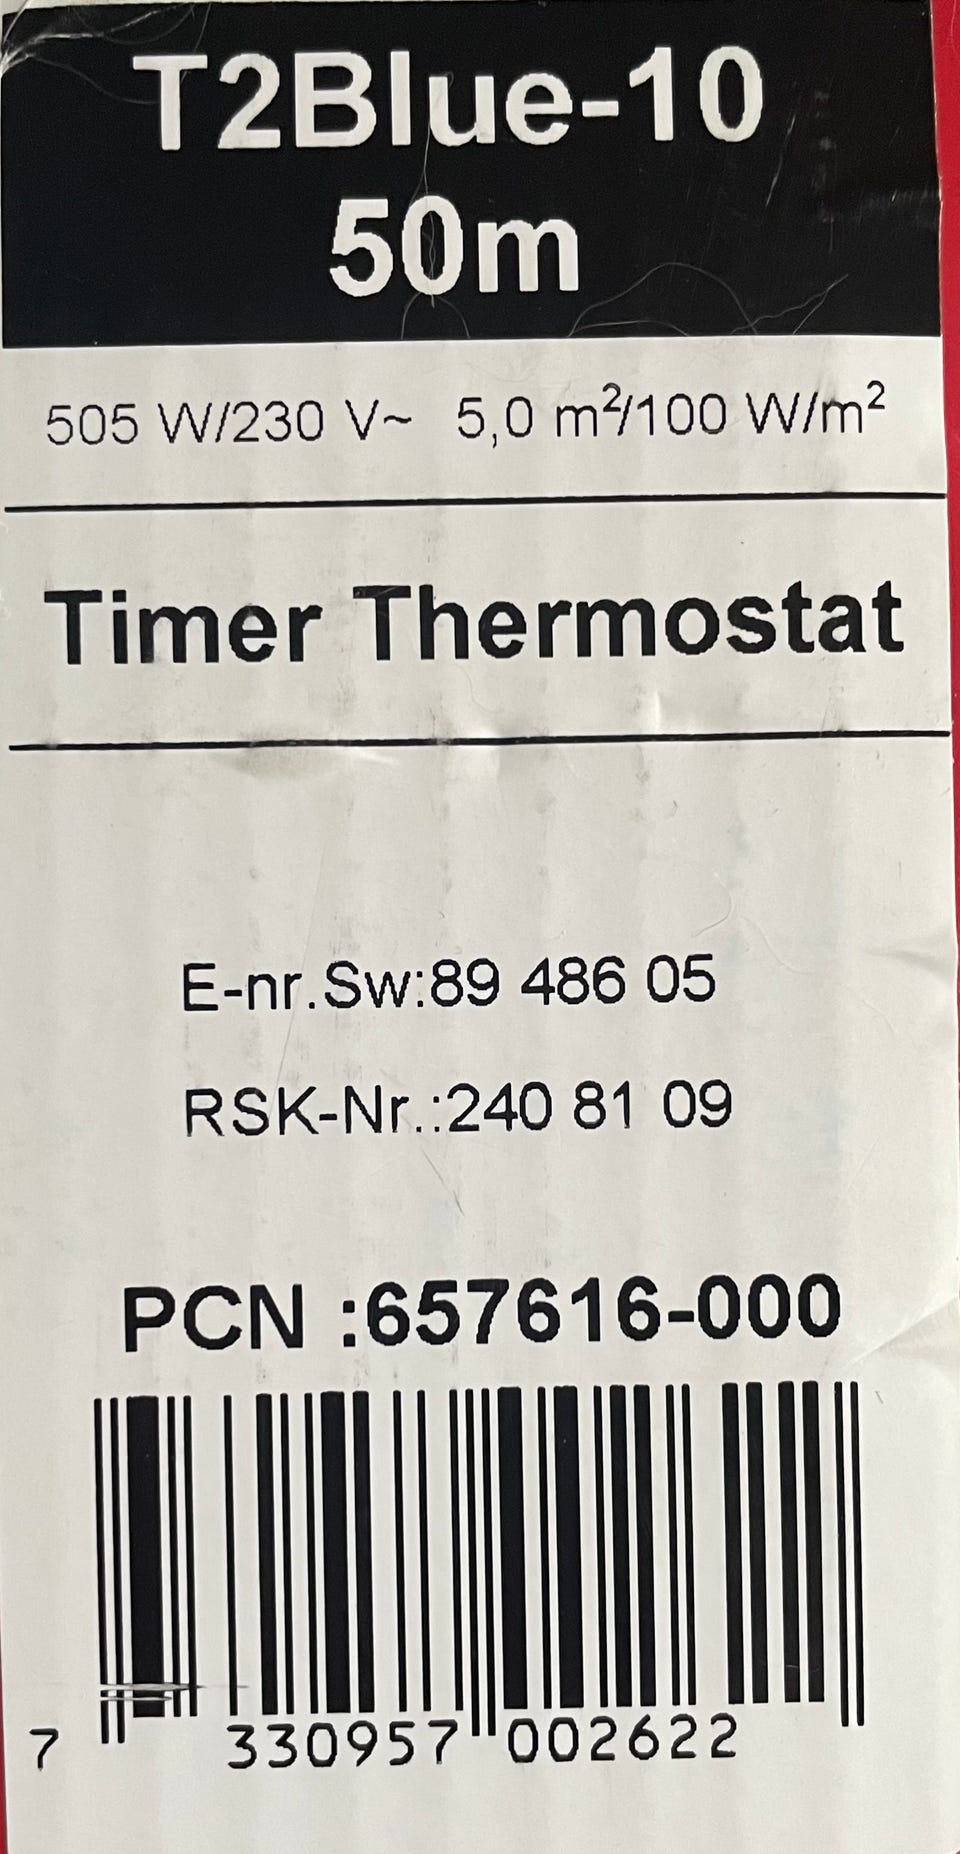 T2Blue-10
50m
505 W/230 V~ 5,0 m²/100 W/m²
Timer Thermostat
E-nr.Sw:89 486 05
RSK-Nr.:240 81 09
PCN :657616-000
7 330957 002622